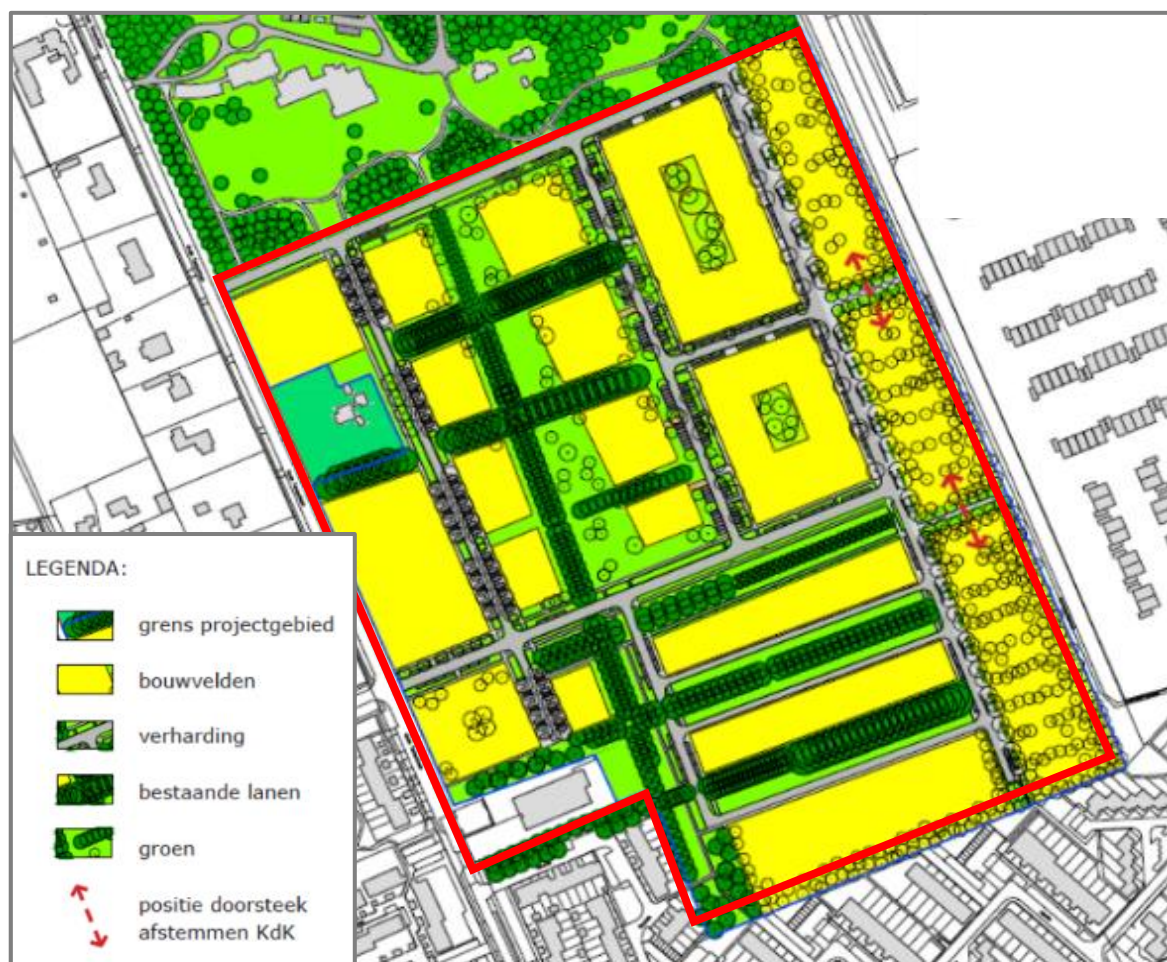 LEGENDA:
grens projectgebied
bouwvelden
verharding
bestaande lanen
groen
positie doorsteek
afstemmen KdK